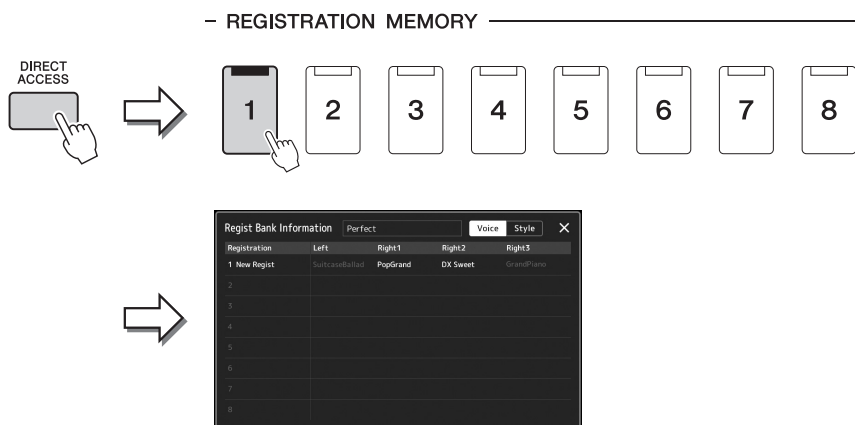 REGISTRATION MEMORY
DIRECT
ACCESS
1 2 3 4 5 6 7 8
Regist Bank Information Perfect Voice Style X
Registration Left Right1 Right2 Right3
1 New Regist SuitcaseBallad PopGrand DX Sweet GrandPiano
2
3
4
5
6
7
8